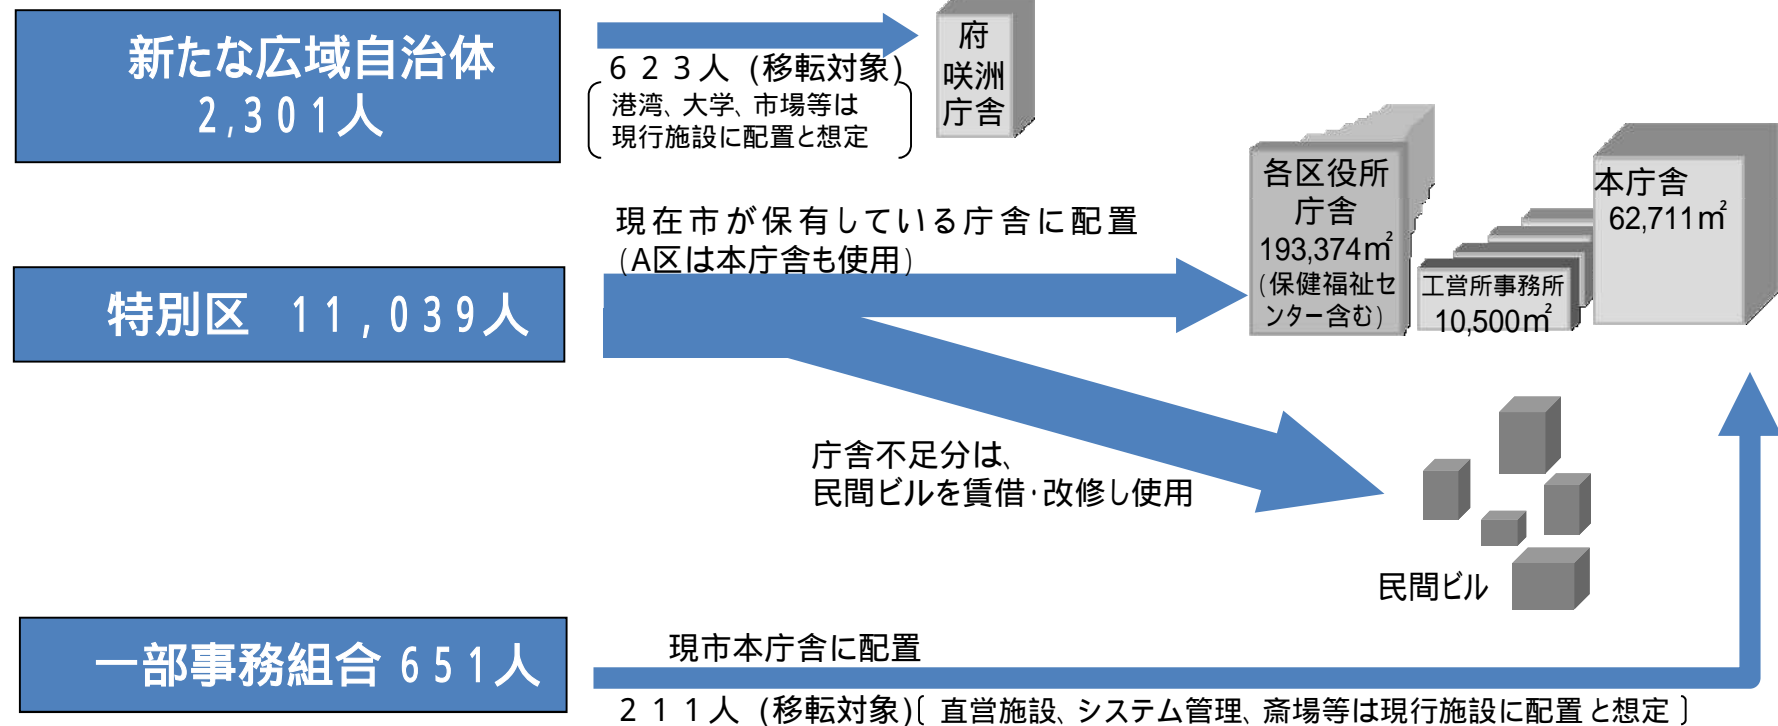 新たな広域自治体
2,301人
623人 (移転対象)
港湾、大学、市場等は
現行施設に配置と想定
府
咲洲
庁舎
現在市が保有している庁舎に配置
(A区は本庁舎も使用)
特別区 11,039人
各区役所
庁舎
193,374㎡
(保健福祉セ
ンター含む)
工営所事務所
10,500㎡
本庁舎
62,711㎡
庁舎不足分は、
民間ビルを賃借・改修し使用
民間ビル
一部事務組合 651人
現市本庁舎に配置
211人 (移転対象)〔 直営施設、システム管理、斎場等は現行施設に配置と想定 〕